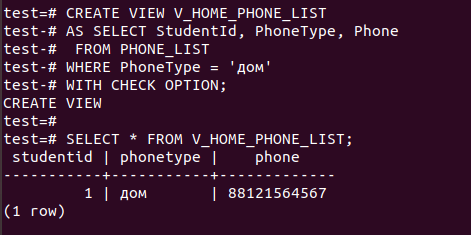 test=# CREATE VIEW V_HOME_PHONE_LIST
test-# AS SELECT StudentId, PhoneType, Phone
test-#  FROM PHONE_LIST
test-# WHERE PhoneType = 'дом'
test-# WITH CHECK OPTION;
CREATE VIEW
test=#
test=# SELECT * FROM V_HOME_PHONE_LIST;
 studentid | phonetype |    phone
-----------+-----------+-------------
         1 | дом       | 88121564567
(1 row)